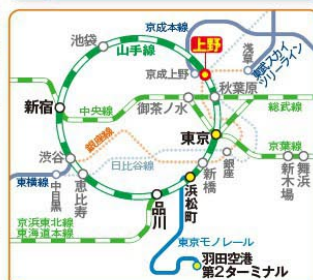 京成本線
池袋
山手線
上野
浅草
東武スカイ
ツリーライン
京成上野
秋葉原
新宿
御茶ノ水
中央線
総武線
銀座線
東京
京葉線
渋谷
日比谷線
銀座
舞浜
東横線
中目黒
恵比寿
新橋
新木場
品川
浜松町
京浜東北線
東海道本線
東京モノレール
羽田空港
第2ターミナル